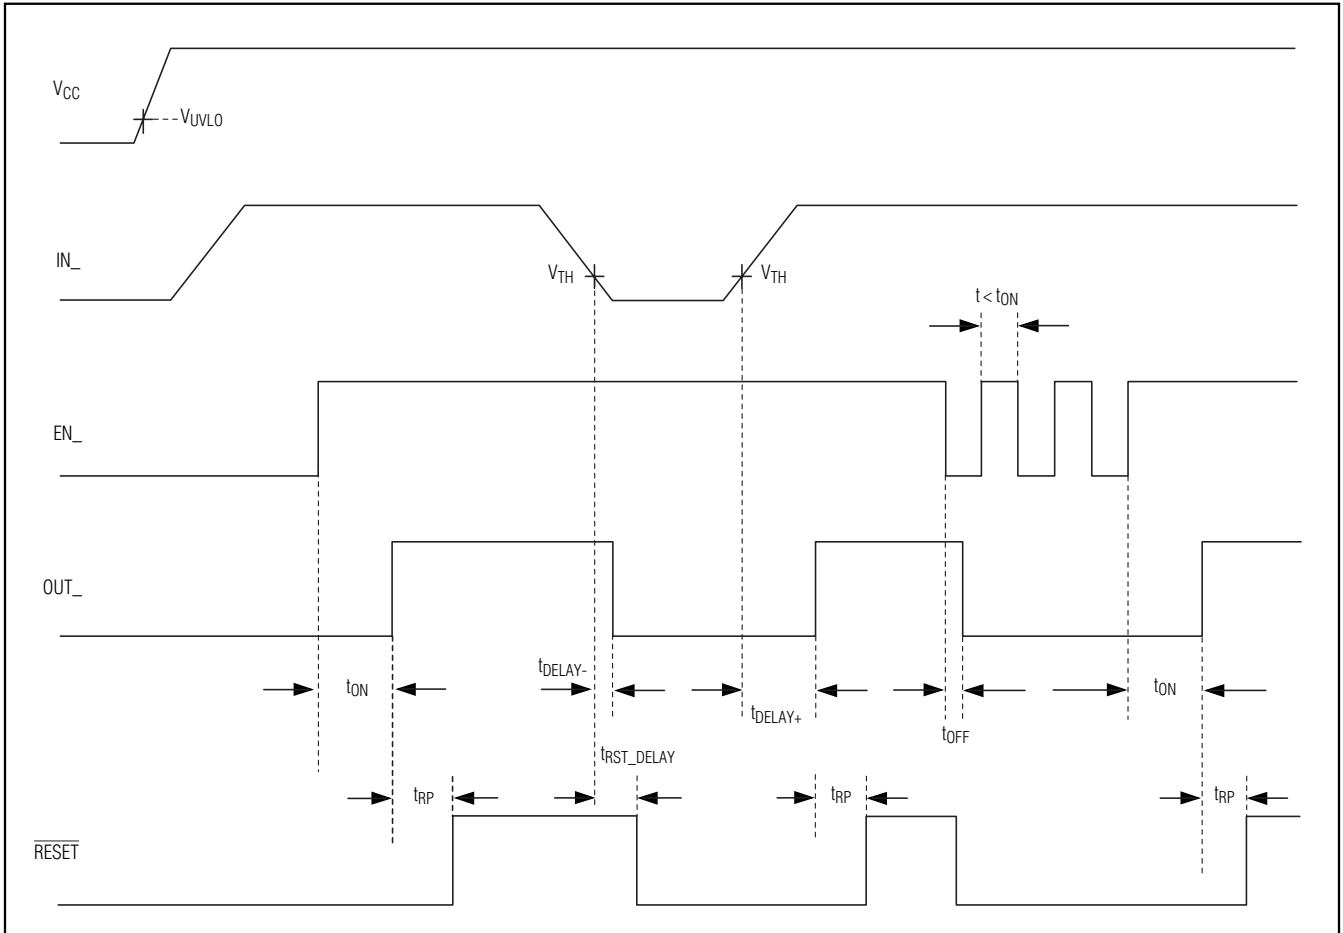 VCC
VUVLO
IN_
VTH
VTH
t < tON
EN_
OUT_
tON
tDELAY-
tDELAY+
tOFF
tON
tRST_DELAY
tRP
tRP
tRP
RESET